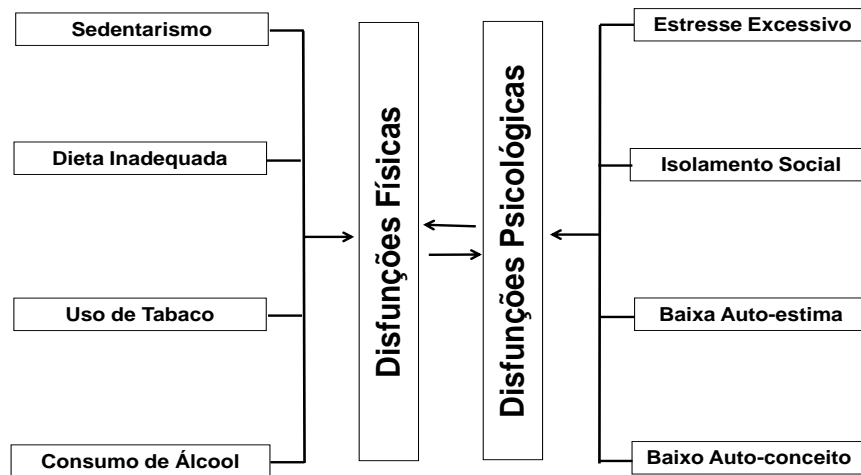 Sedentarismo
Dieta Inadequada
Uso de Tabaco
Consumo de Álcool
Disfunções Físicas
Disfunções Psicológicas
Estresse Excessivo
Isolamento Social
Baixa Auto-estima
Baixo Auto-conceito